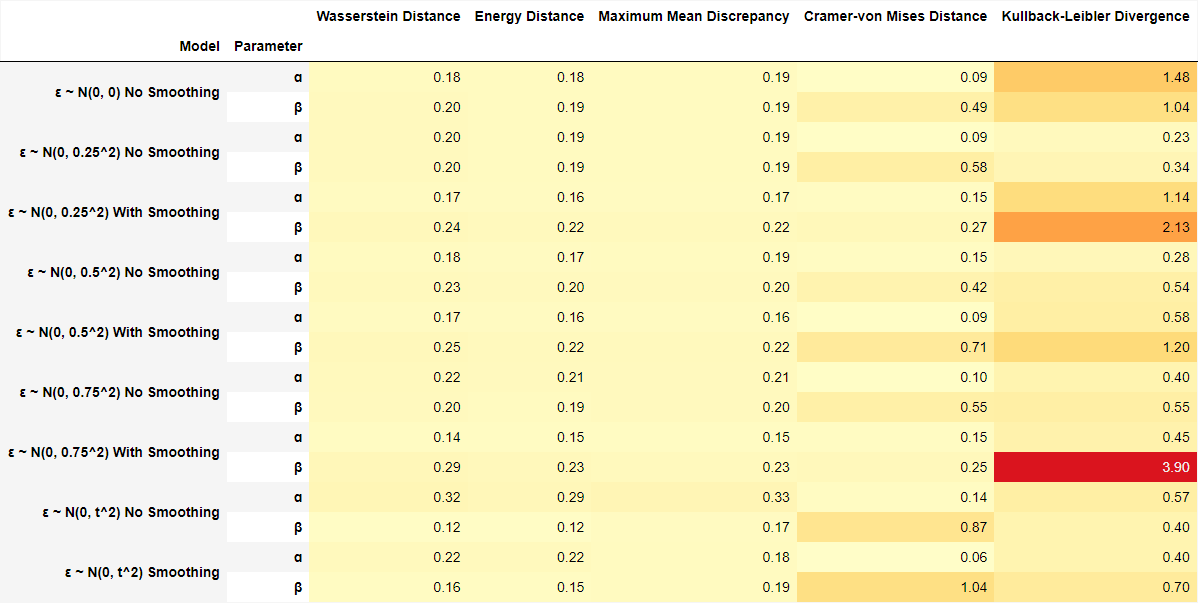 Wasserstein Distance Energy Distance Maximum Mean Discrepancy Cramer-von Mises Distance Kullback-Leibler Divergence
Model Parameter
ε ~ N(0, 0) No Smoothing α 0.18 0.18 0.19 0.09 1.48
β 0.20 0.19 0.19 0.49 1.04
ε ~ N(0, 0.25^2) No Smoothing α 0.20 0.19 0.19 0.09 0.23
β 0.20 0.19 0.19 0.58 0.34
ε ~ N(0, 0.25^2) With Smoothing α 0.17 0.16 0.17 0.15 1.14
β 0.24 0.22 0.22 0.27 2.13
ε ~ N(0, 0.5^2) No Smoothing α 0.18 0.17 0.19 0.15 0.28
β 0.23 0.20 0.20 0.42 0.54
ε ~ N(0, 0.5^2) With Smoothing α 0.17 0.16 0.16 0.09 0.58
β 0.25 0.22 0.22 0.71 1.20
ε ~ N(0, 0.75^2) No Smoothing α 0.22 0.21 0.21 0.10 0.40
β 0.20 0.19 0.20 0.55 0.55
ε ~ N(0, 0.75^2) With Smoothing α 0.14 0.15 0.15 0.15 0.45
β 0.29 0.23 0.23 0.25 3.90
ε ~ N(0, t^2) No Smoothing α 0.32 0.29 0.33 0.14 0.57
β 0.12 0.12 0.17 0.87 0.40
ε ~ N(0, t^2) Smoothing α 0.22 0.22 0.18 0.06 0.40
β 0.16 0.15 0.19 1.04 0.70